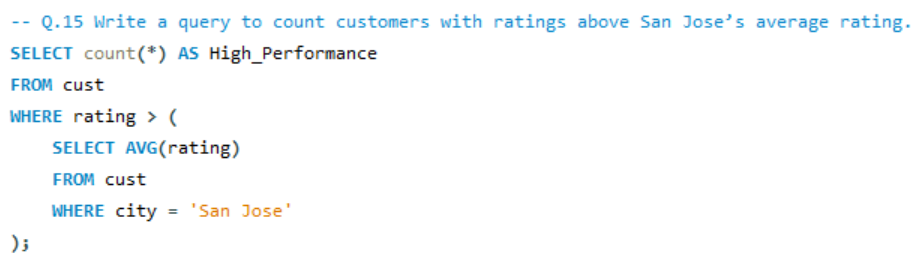 -- Q.15 Write a query to count customers with ratings above San Jose’s average rating.
SELECT count(*) AS High_Performance
FROM cust
WHERE rating > (
    SELECT AVG(rating)
    FROM cust
    WHERE city = 'San Jose'
);